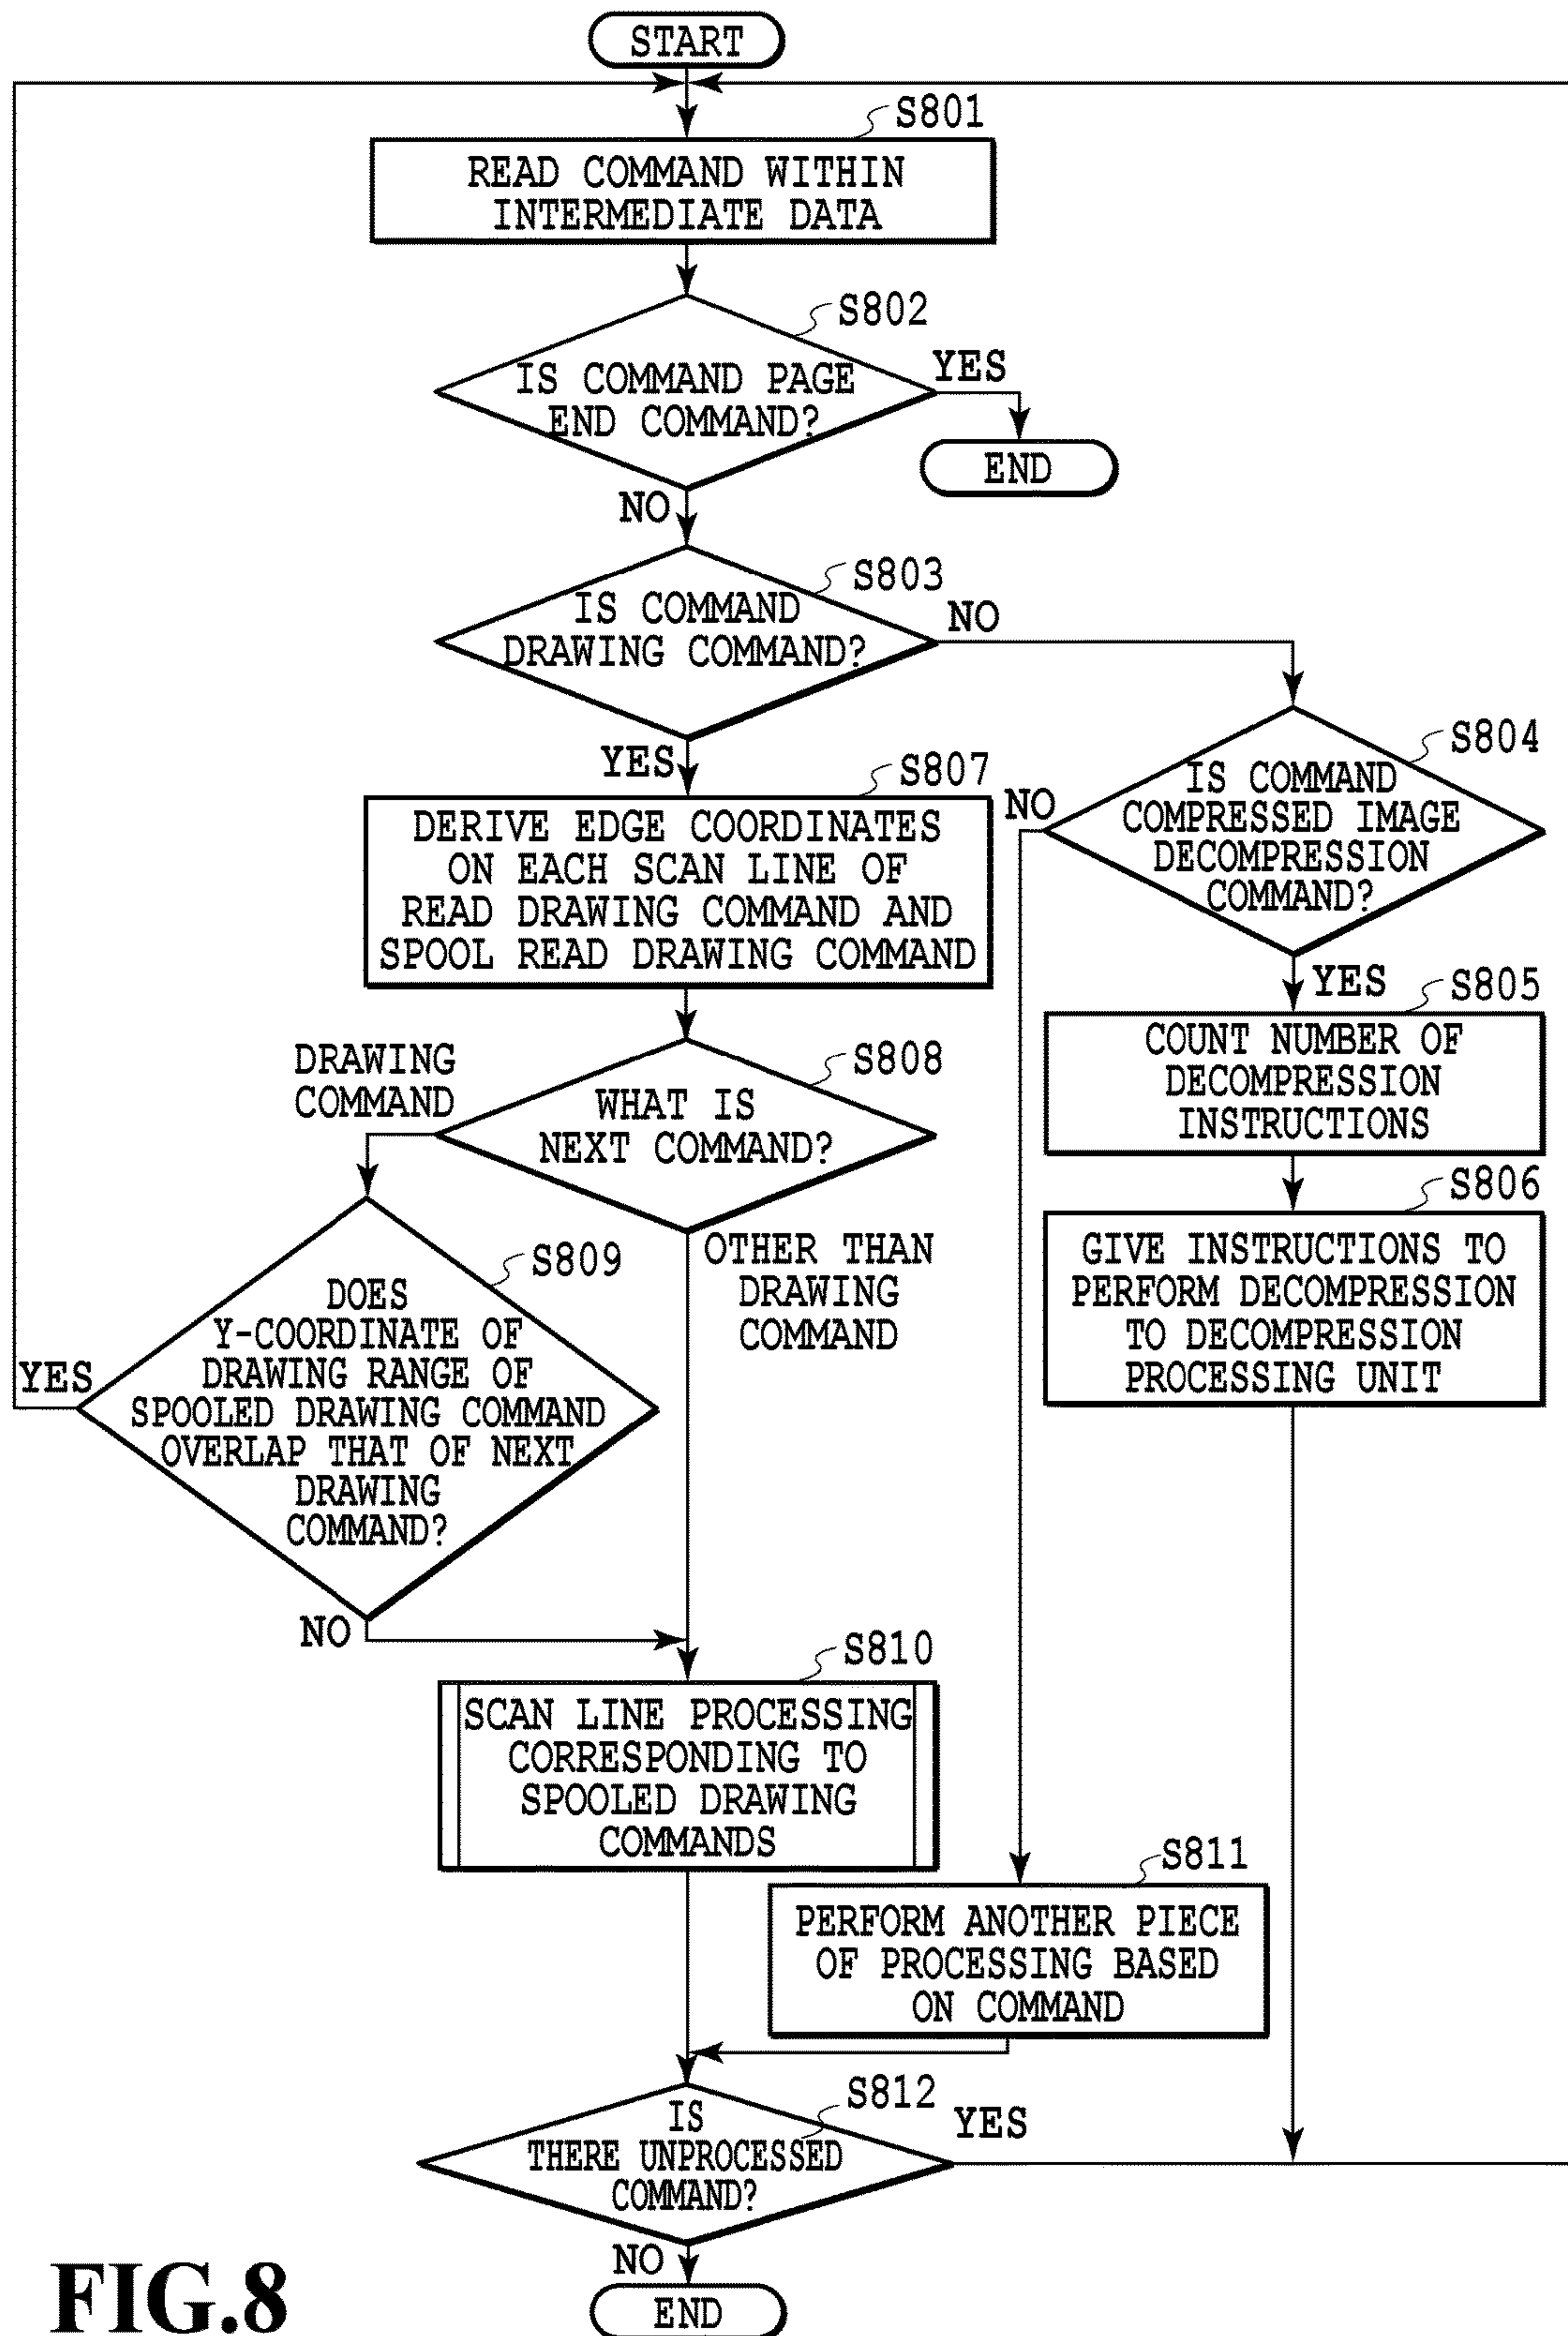 START
S801
READ COMMAND WITHIN
INTERMEDIATE DATA
S802
IS COMMAND PAGE
END COMMAND?
YES
END
NO
S803
IS COMMAND
DRAWING COMMAND?
NO
YES
S804
IS COMMAND
COMPRESSED IMAGE
DECOMPRESSION
COMMAND?
NO
YES
S807
DERIVE EDGE COORDINATES
ON EACH SCAN LINE OF
READ DRAWING COMMAND AND
SPOOL READ DRAWING COMMAND
S805
COUNT NUMBER OF
DECOMPRESSION
INSTRUCTIONS
S808
WHAT IS
NEXT COMMAND?
DRAWING
COMMAND
OTHER THAN
DRAWING
COMMAND
S806
GIVE INSTRUCTIONS TO
PERFORM DECOMPRESSION
TO DECOMPRESSION
PROCESSING UNIT
S809
DOES
Y-COORDINATE OF
DRAWING RANGE OF
SPOOLED DRAWING COMMAND
OVERLAP THAT OF NEXT
DRAWING
COMMAND?
YES
NO
S810
SCAN LINE PROCESSING
CORRESPONDING TO
SPOOLED DRAWING
COMMANDS
S811
PERFORM ANOTHER PIECE
OF PROCESSING BASED
ON COMMAND
S812
IS
THERE UNPROCESSED
COMMAND?
YES
NO
END
FIG.8